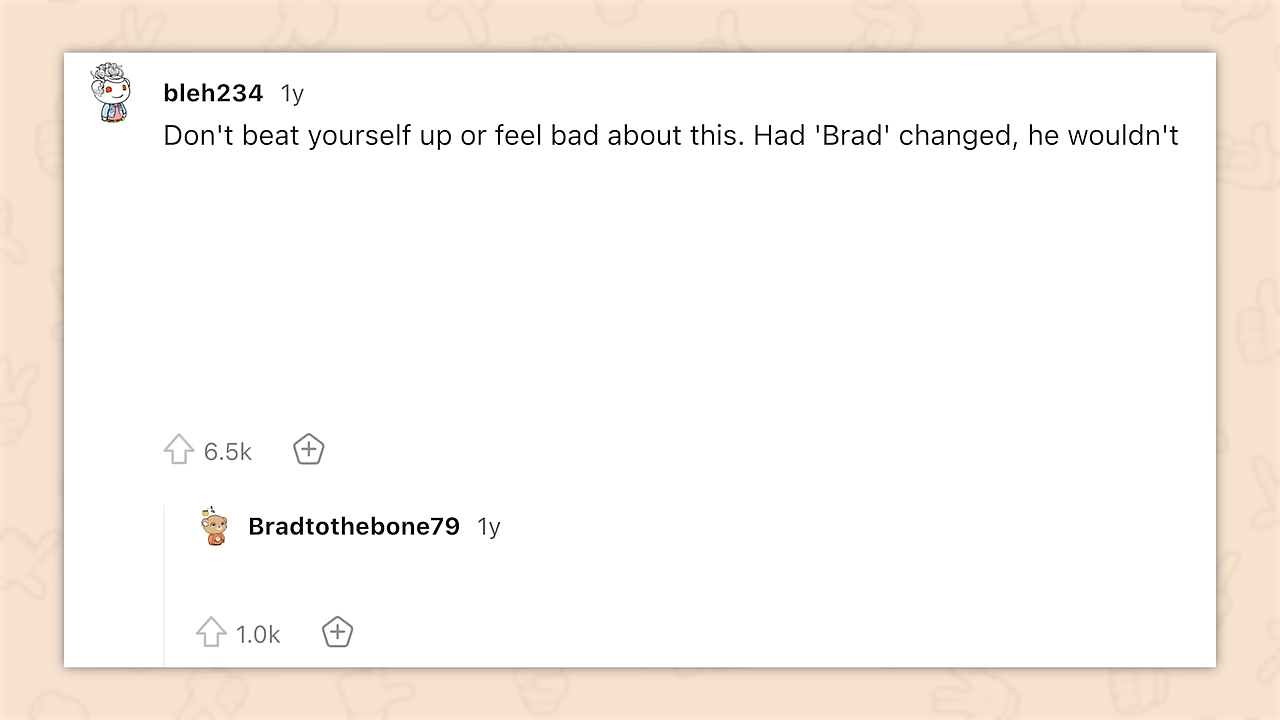 bleh234 1y
Don't beat yourself up or feel bad about this. Had 'Brad' changed, he wouldn't
6.5k
Bradtothebone79 1y
1.0k